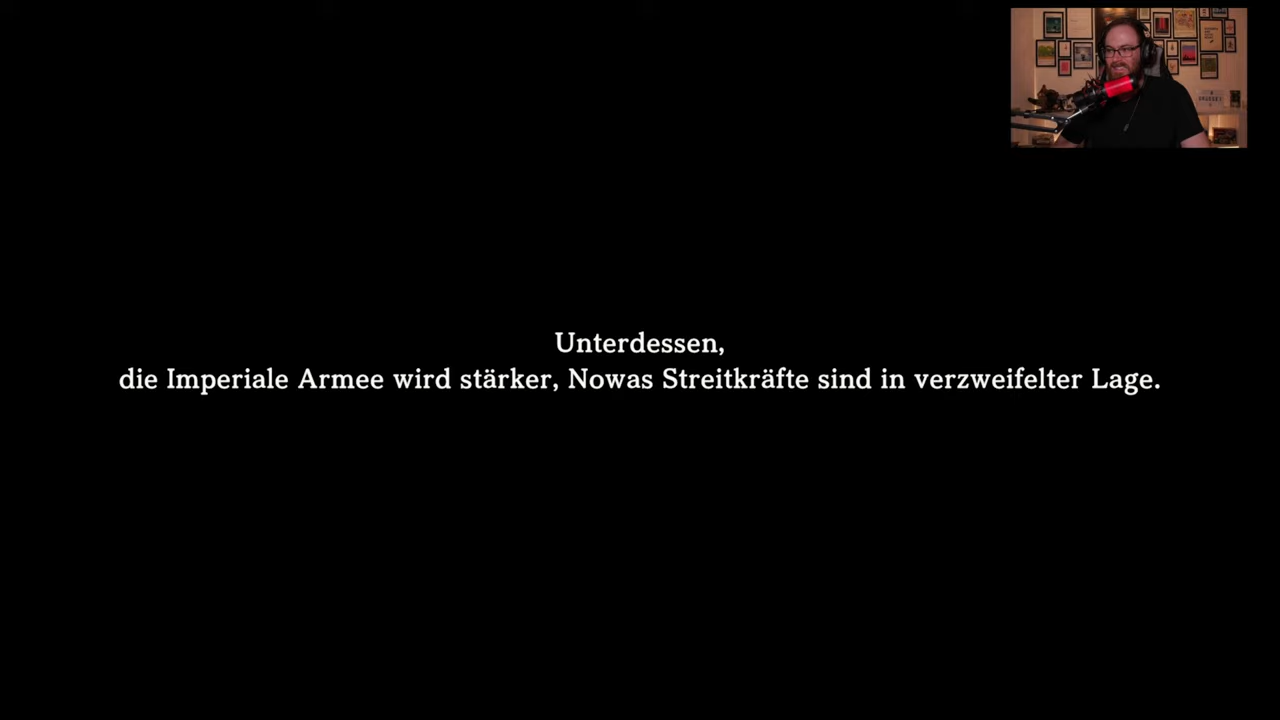 Unterdessen,
die Imperiale Armee wird stärker, Nowas Streitkräfte sind in verzweifelter Lage.